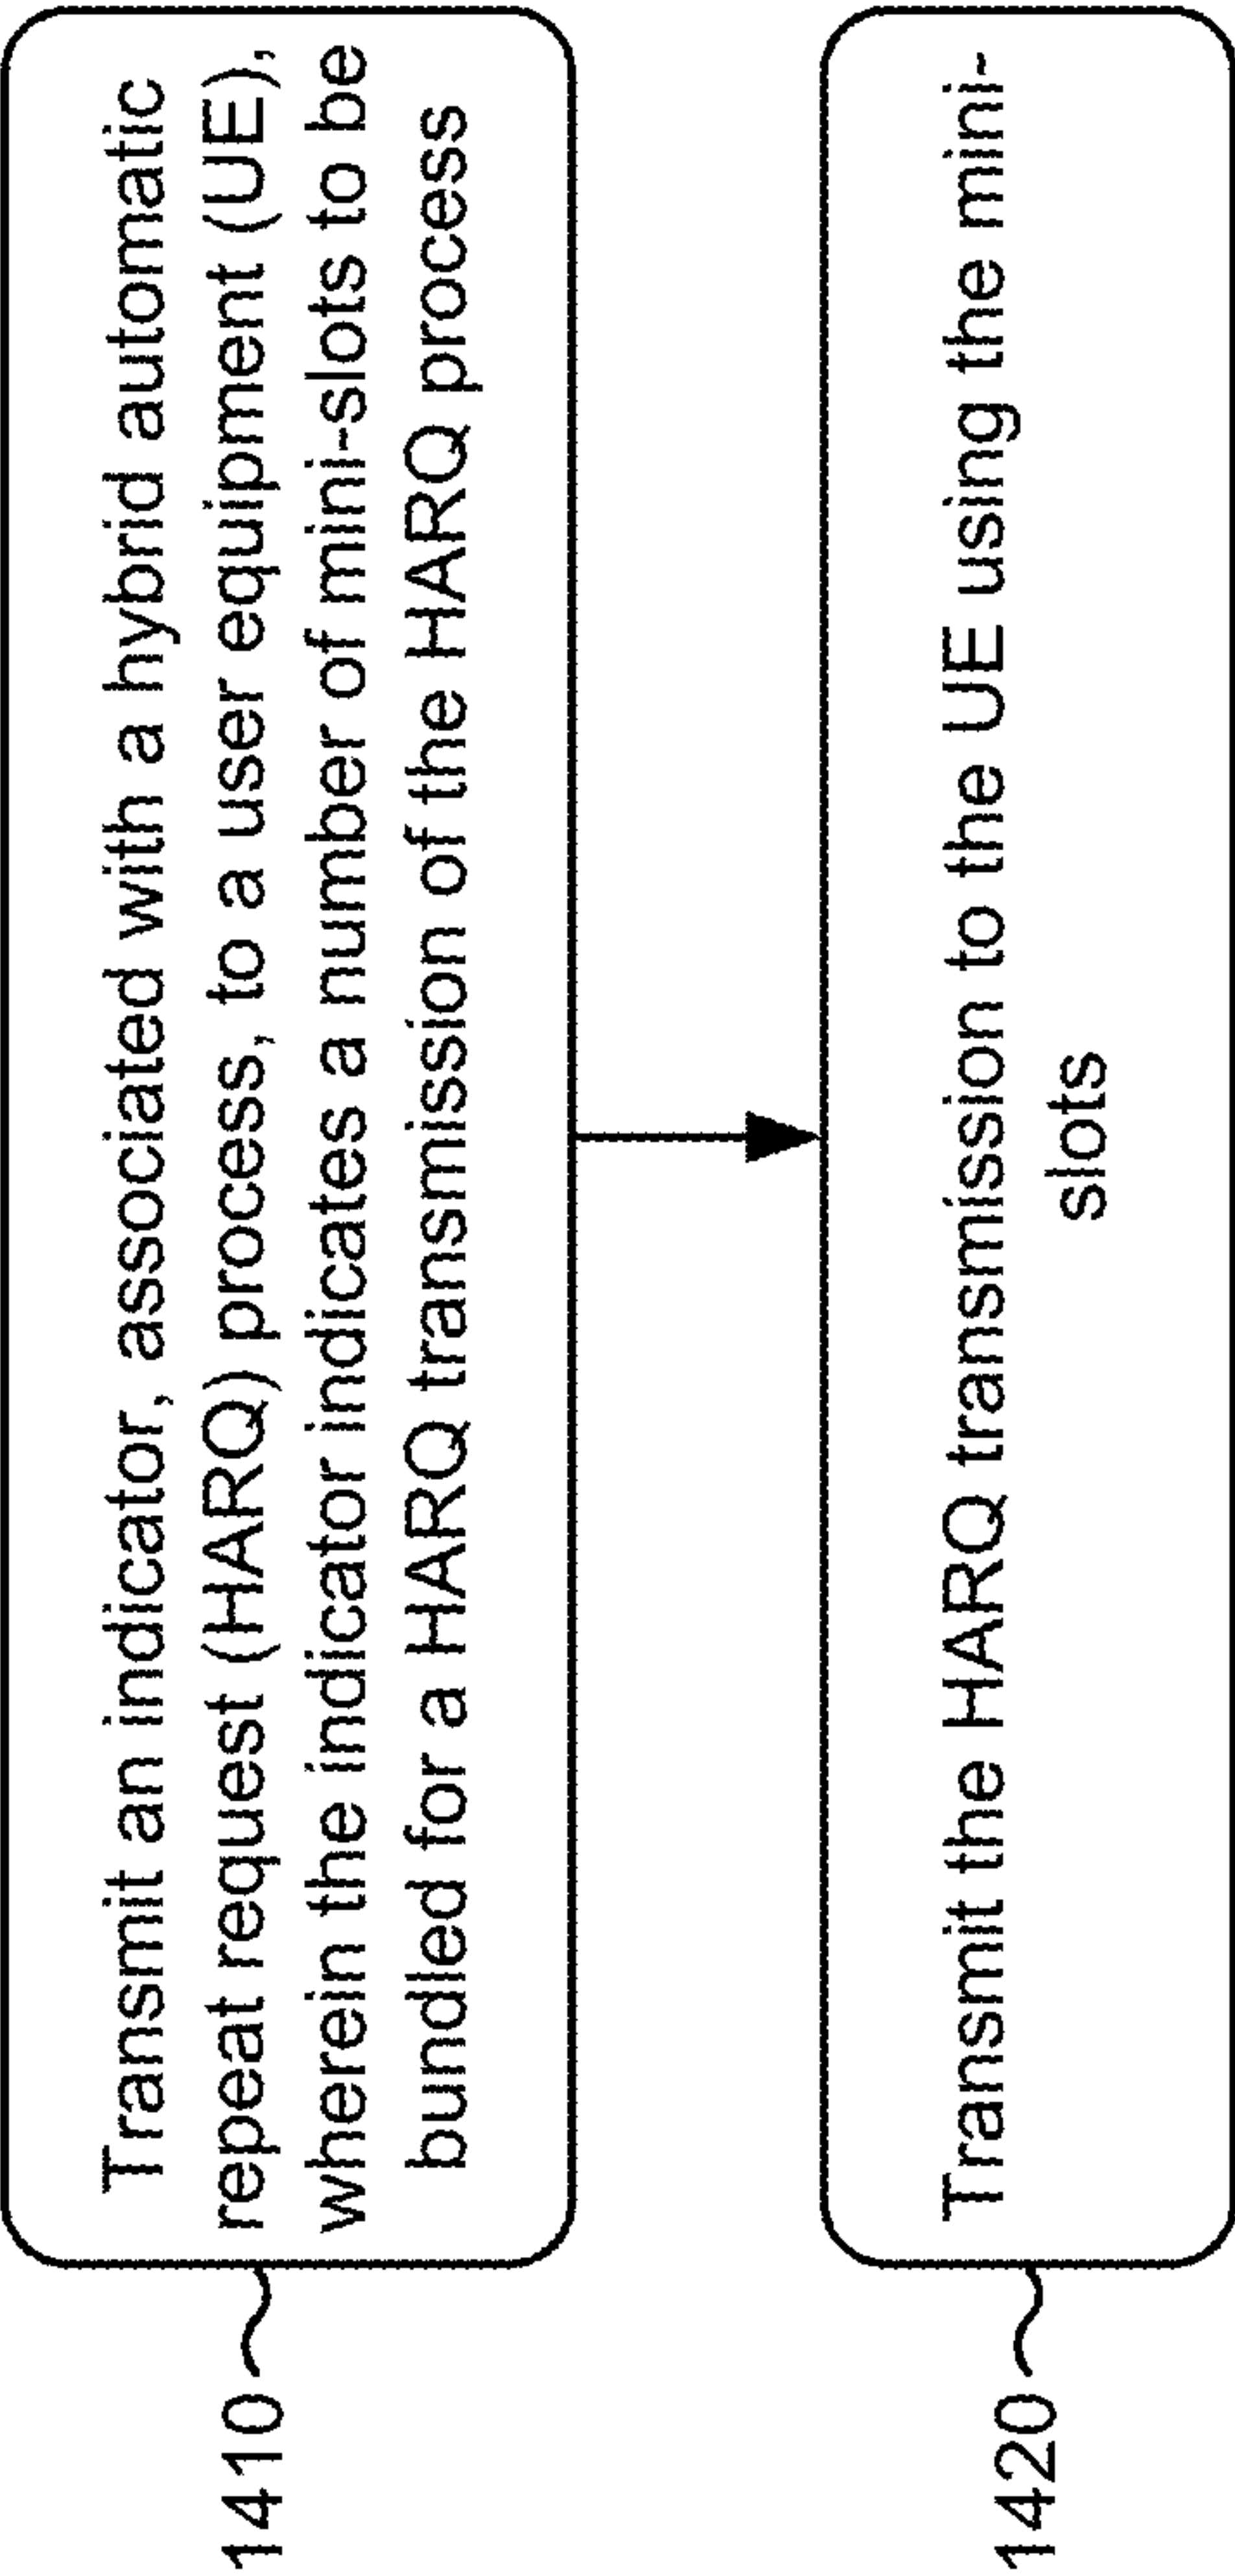 1410
Transmit an indicator, associated with a hybrid automatic
repeat request (HARQ) process, to a user equipment (UE),
wherein the indicator indicates a number of mini-slots to be
bundled for a HARQ transmission of the HARQ process
1420
Transmit the HARQ transmission to the UE using the mini-
slots